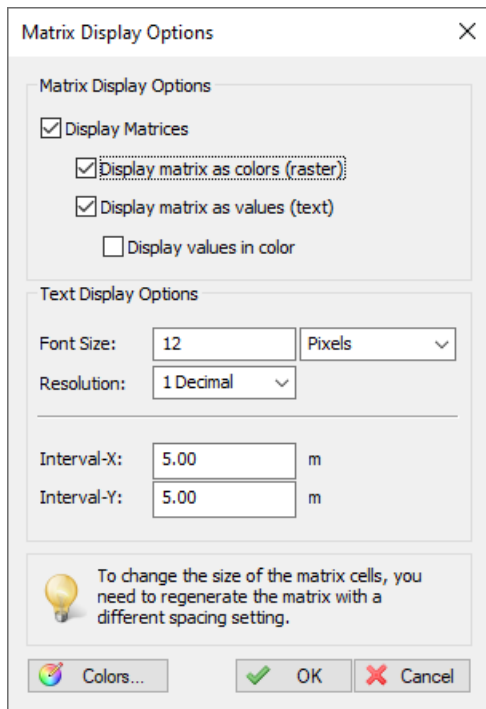 Matrix Display Options
Matrix Display Options
Display Matrices
Display matrix as colors (raster)
Display matrix as values (text)
Display values in color
Text Display Options
Font Size: 12 Pixels
Resolution: 1 Decimal
Interval-X: 5.00 m
Interval-Y: 5.00 m
To change the size of the matrix cells, you
need to regenerate the matrix with a
different spacing setting.
Colors... OK Cancel